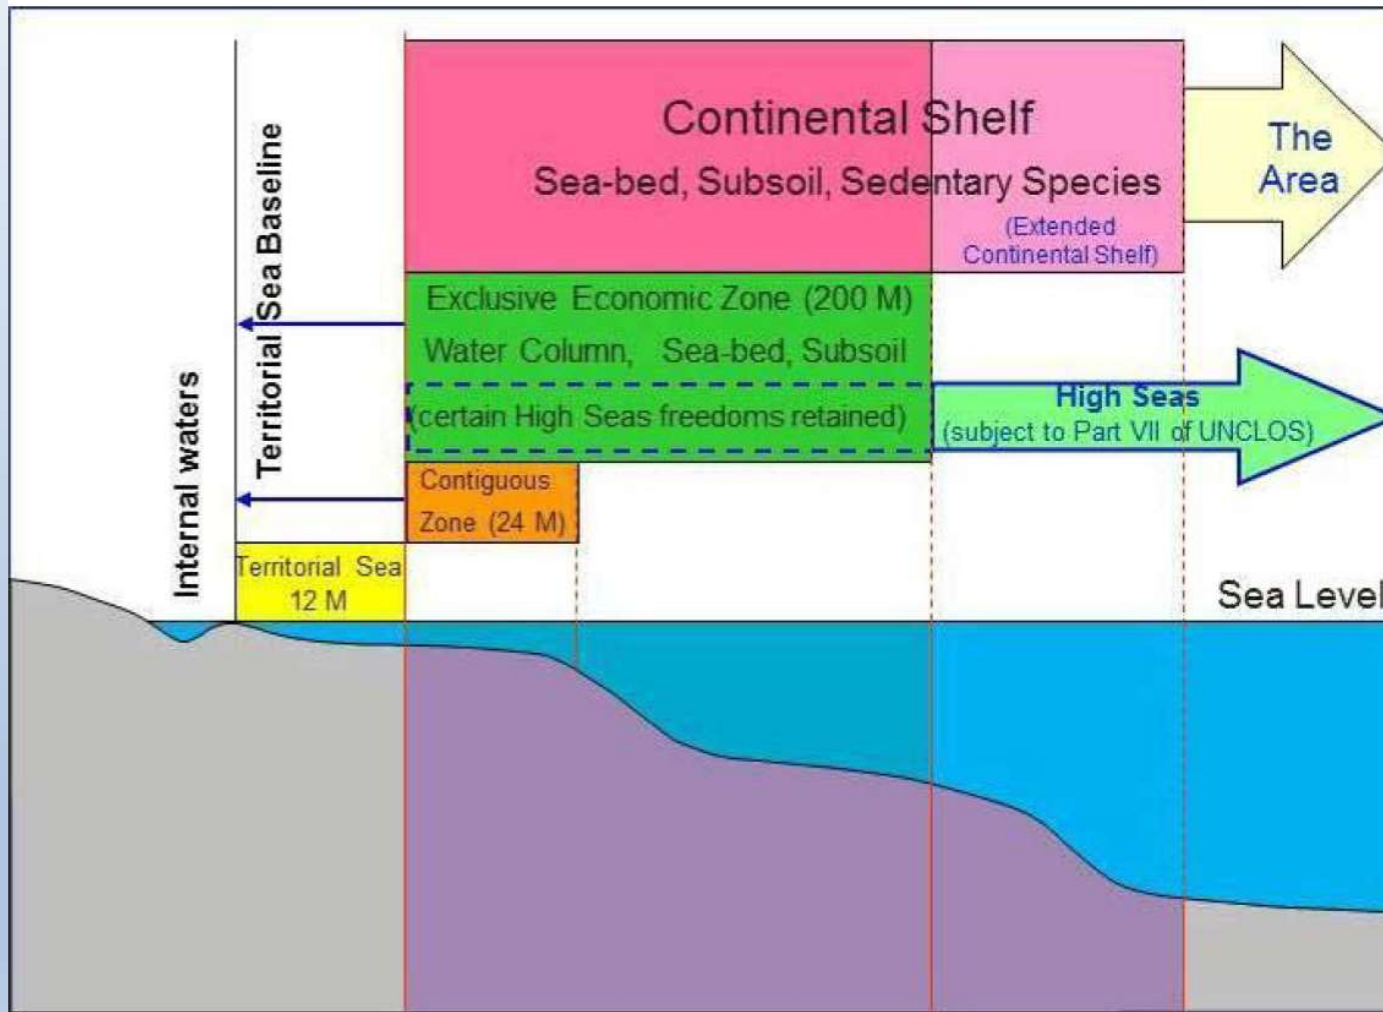 Continental Shelf
Sea-bed, Subsoil, Sedentary Species
(Extended
Continental Shelf)
The
Area
Territorial Sea Baseline
Internal waters
Exclusive Economic Zone (200 M)
Water Column, Sea-bed, Subsoil
(certain High Seas freedoms retained)
High Seas
(subject to Part VII of UNCLOS)
Contiguous
Zone (24 M)
Territorial Sea
12 M
Sea Level